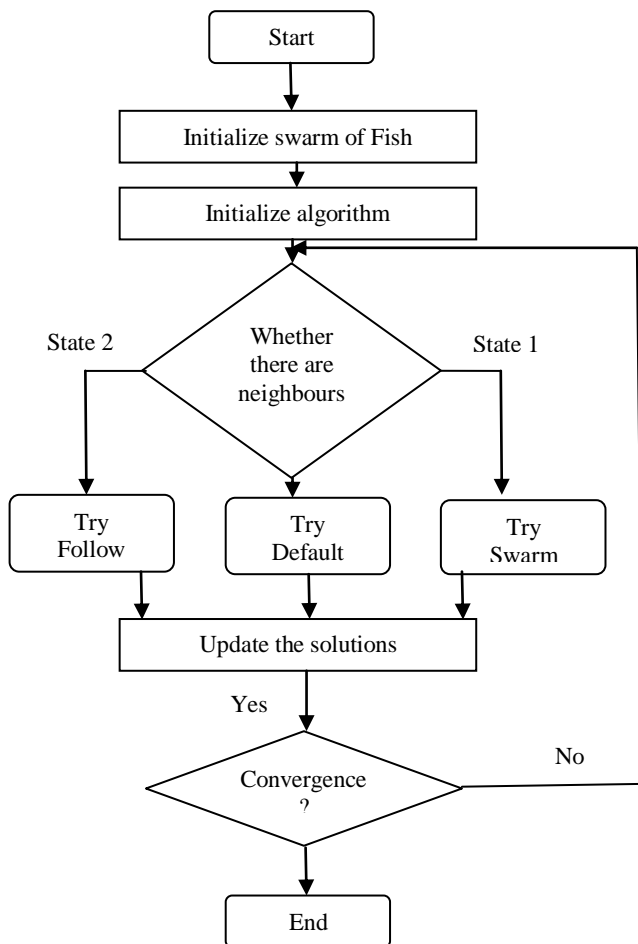 Start
Initialize swarm of Fish
Initialize algorithm
Whether
there are
neighbours
State 2
State 1
Try
Follow
Try
Default
Try
Swarm
Update the solutions
Yes
Convergence
?
No
End